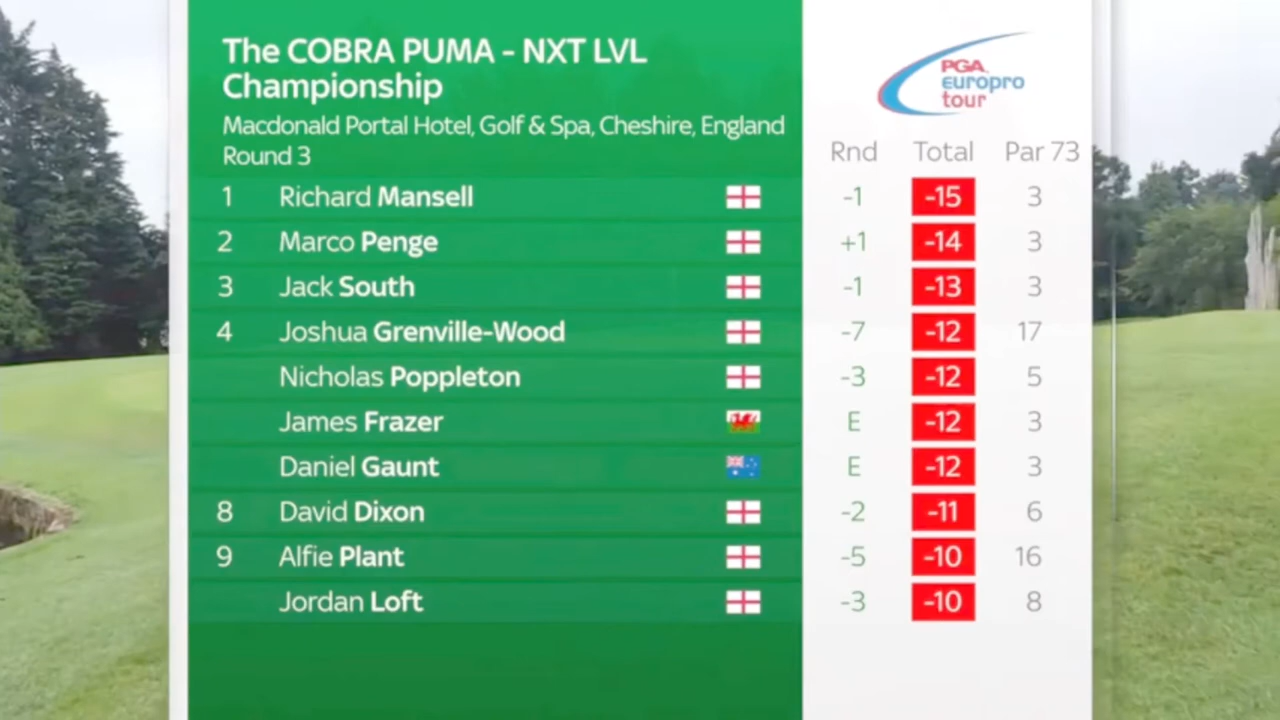 The COBRA PUMA - NXT LVL
Championship
Macdonald Portal Hotel, Golf & Spa, Cheshire, England
Round 3
PGA
europro
tour
Rnd Total Par 73
1 Richard Mansell -1 -15 3
2 Marco Penge +1 -14 3
3 Jack South -1 -13 3
4 Joshua Grenville-Wood -7 -12 17
Nicholas Poppleton -3 -12 5
James Frazer E -12 3
Daniel Gaunt E -12 3
8 David Dixon -2 -11 6
9 Alfie Plant -5 -10 16
Jordan Loft -3 -10 8